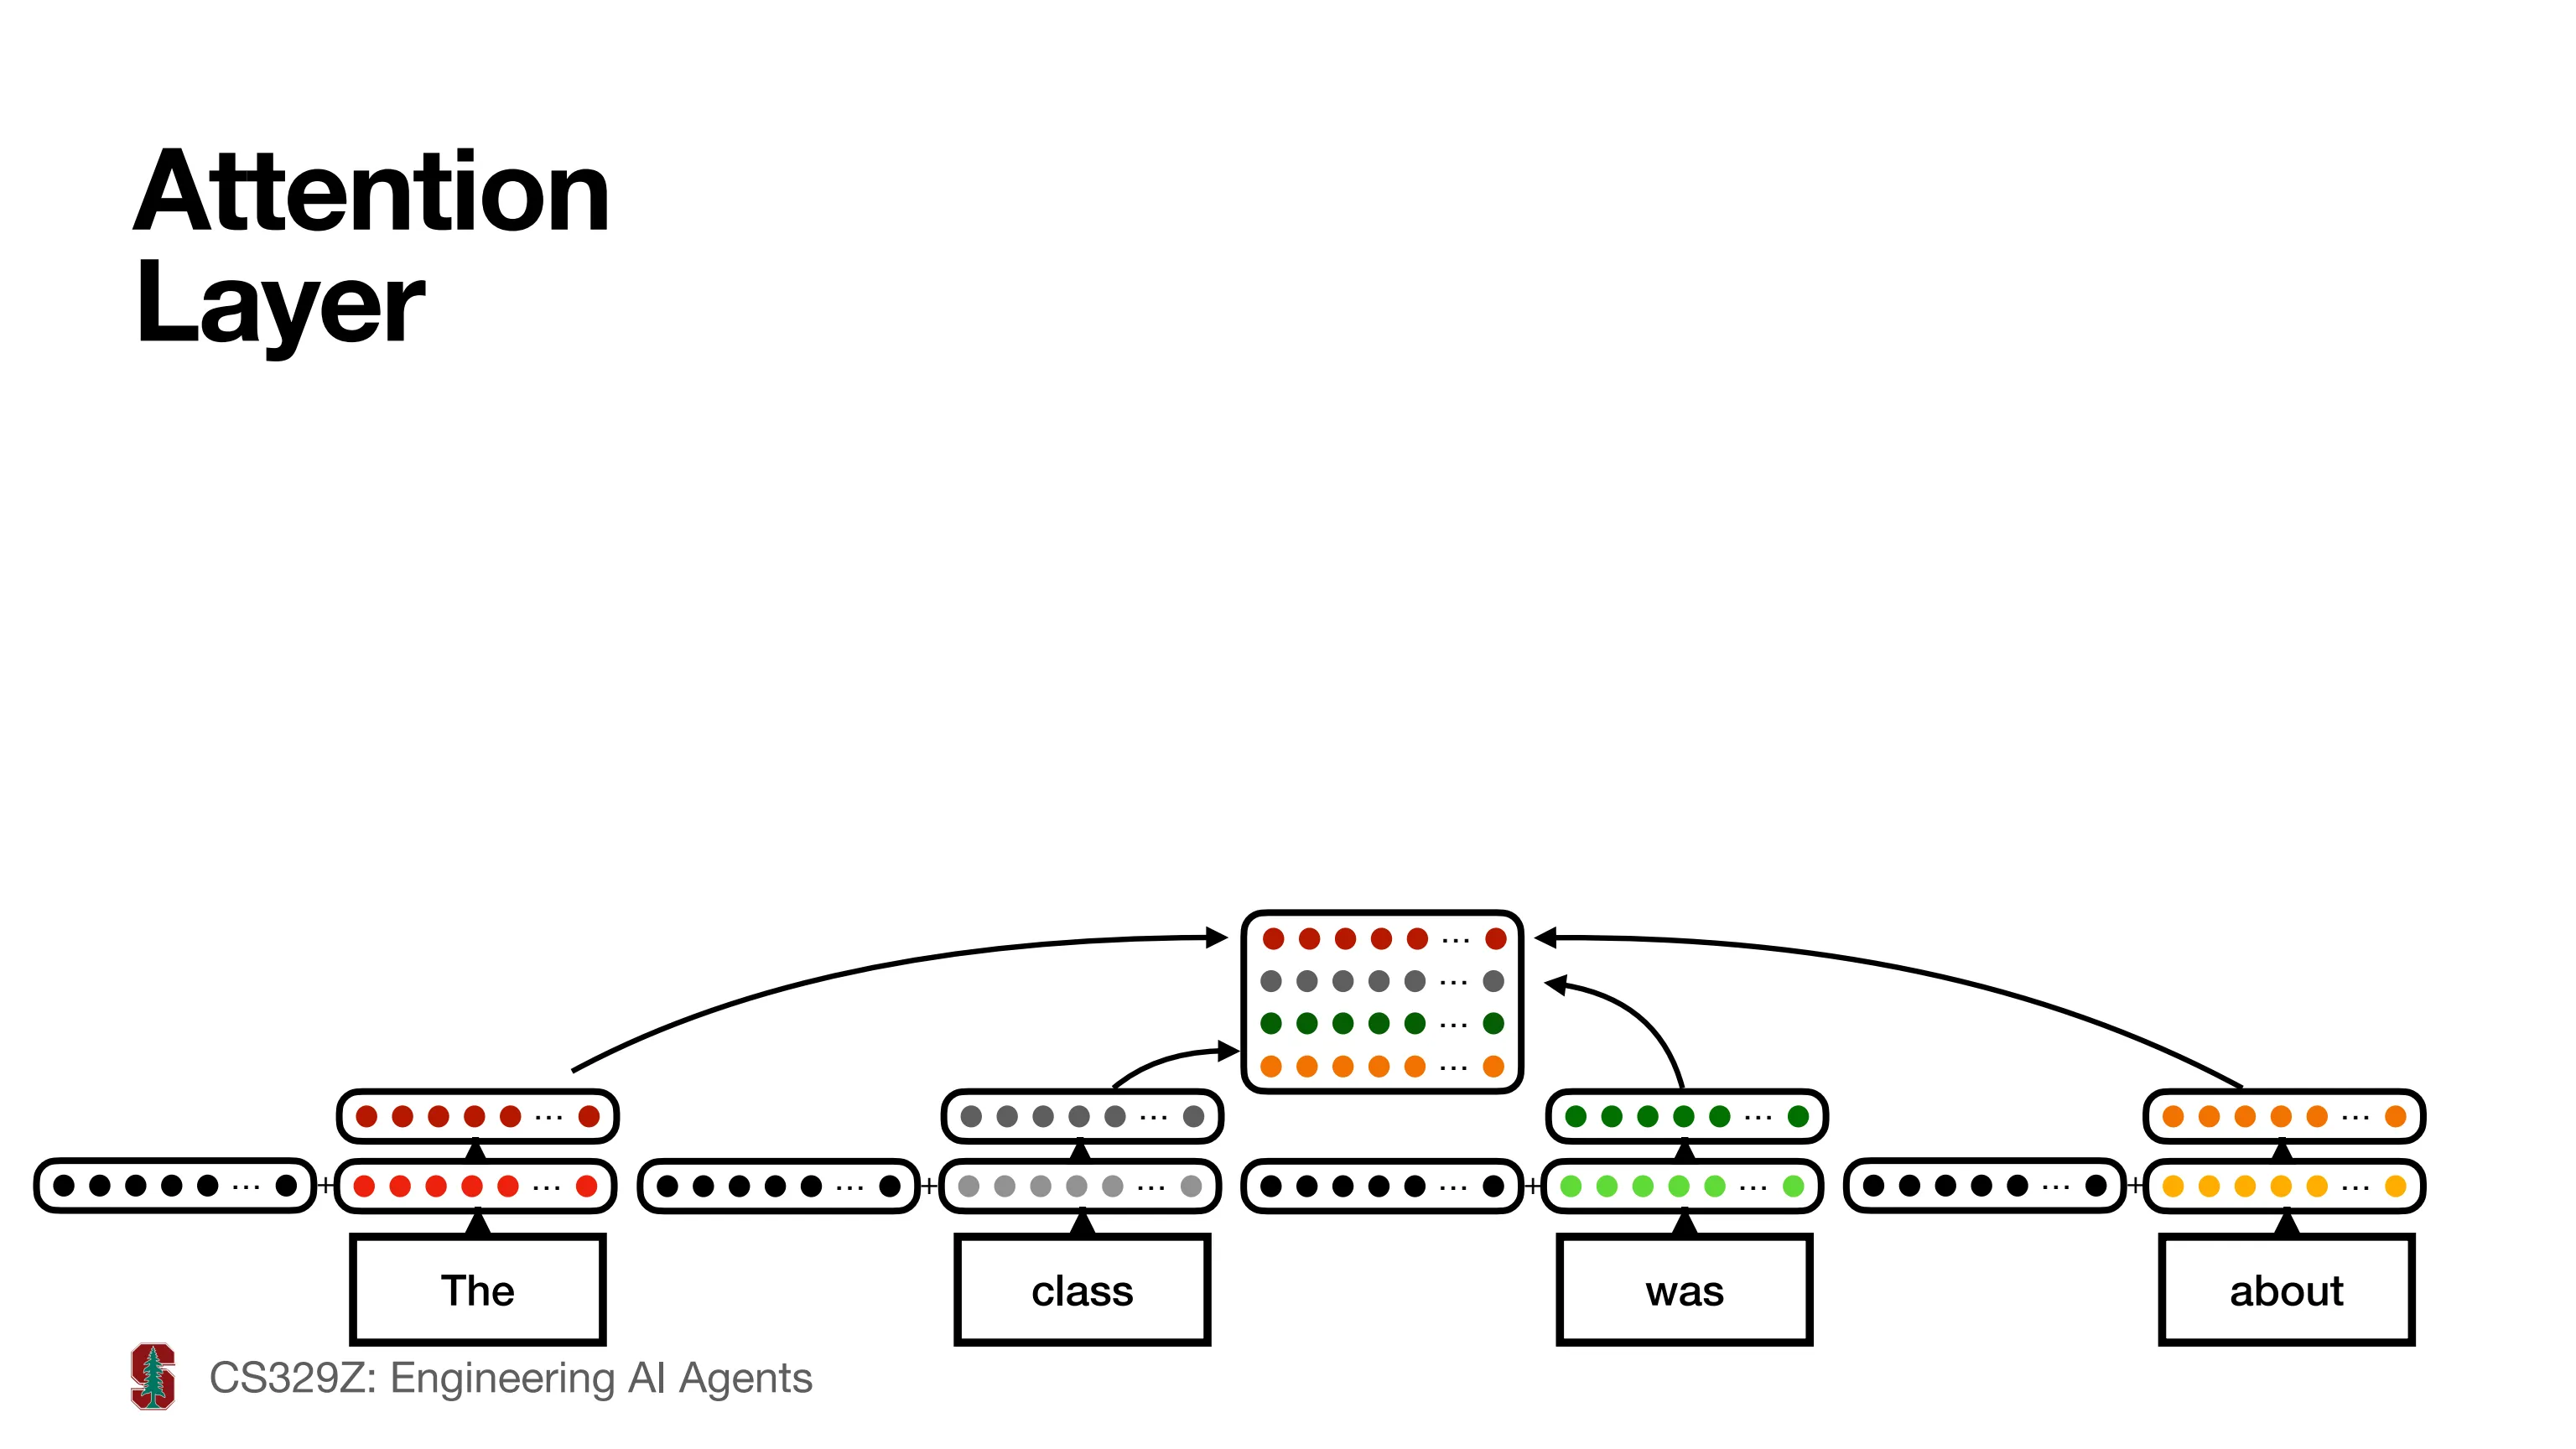 Attention
Layer
The
class
was
about
CS329Z: Engineering AI Agents